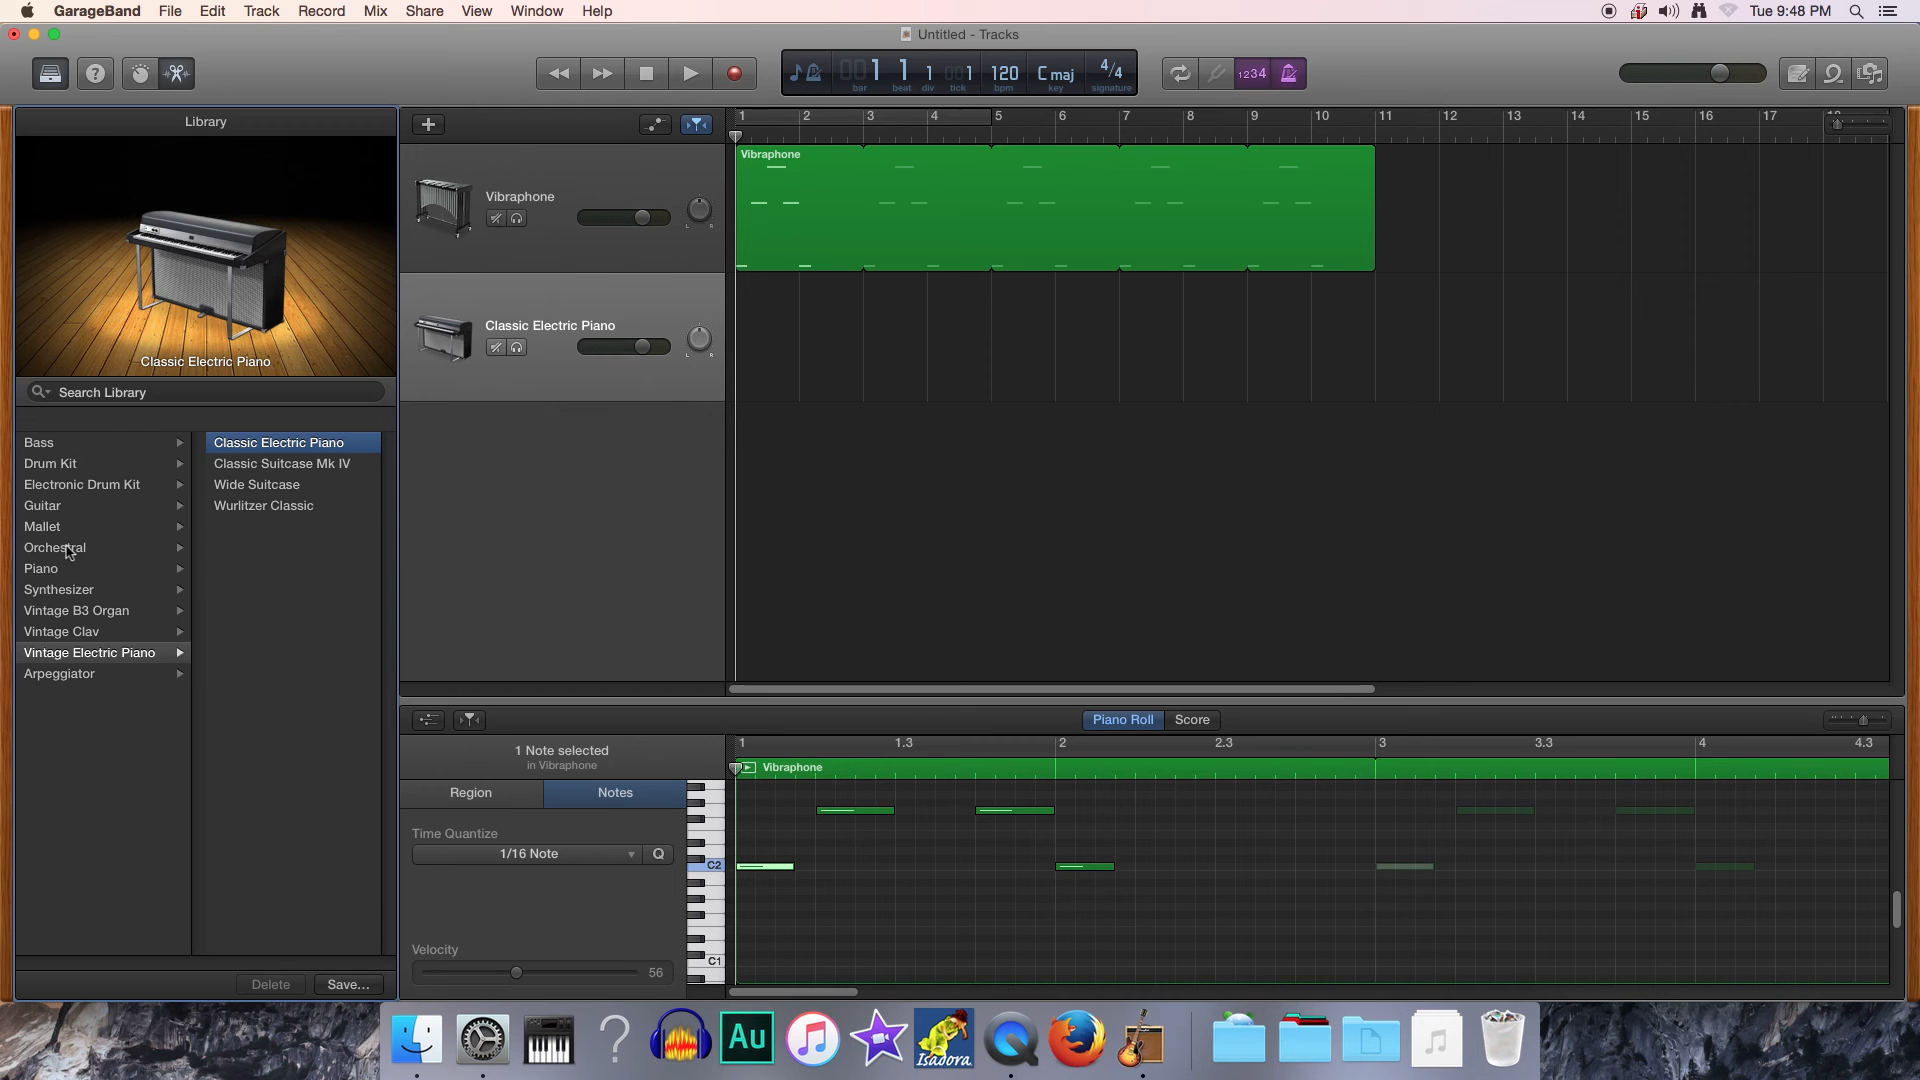 GarageBand File Edit Track Record Mix Share View Window Help
Tue 9:48 PM
Untitled - Tracks
1 1 1 1 120 C maj 4/4
bar beat div tick bpm key signature
1234
Library
1 2 3 4 5 6 7 8 9 10 11 12 13 14 15 16 17
Vibraphone
Vibraphone
L R
Classic Electric Piano
L R
Classic Electric Piano
Search Library
Bass
Drum Kit
Electronic Drum Kit
Guitar
Mallet
Orchestral
Piano
Synthesizer
Vintage B3 Organ
Vintage Clav
Vintage Electric Piano
Arpeggiator
Classic Electric Piano
Classic Suitcase Mk IV
Wide Suitcase
Wurlitzer Classic
Delete Save...
Piano Roll Score
1 Note selected
in Vibraphone
1 1.3 2 2.3 3 3.3 4 4.3
Vibraphone
Region Notes
Time Quantize
1/16 Note Q
C2
Velocity
56
C1
Au
Isadora